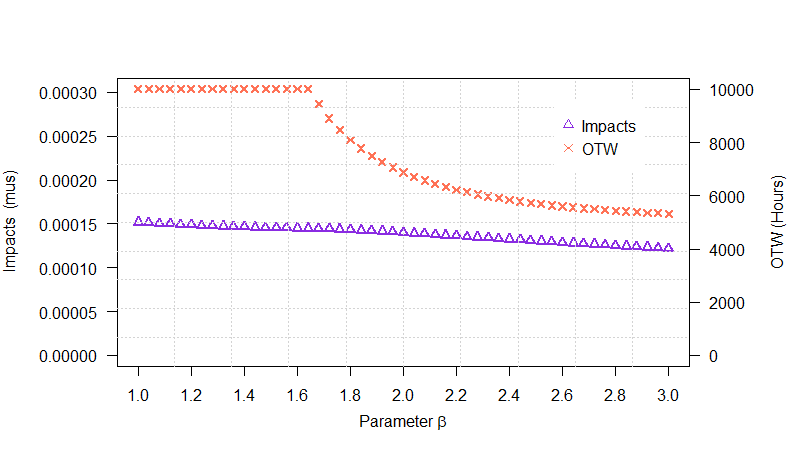 Impacts (mus)
0.00030
0.00025
0.00020
0.00015
0.00010
0.00005
0.00000
Impacts
OTW
10000
8000
6000
4000
2000
0
OTW (Hours)
1.0 1.2 1.4 1.6 1.8 2.0 2.2 2.4 2.6 2.8 3.0
Parameter β